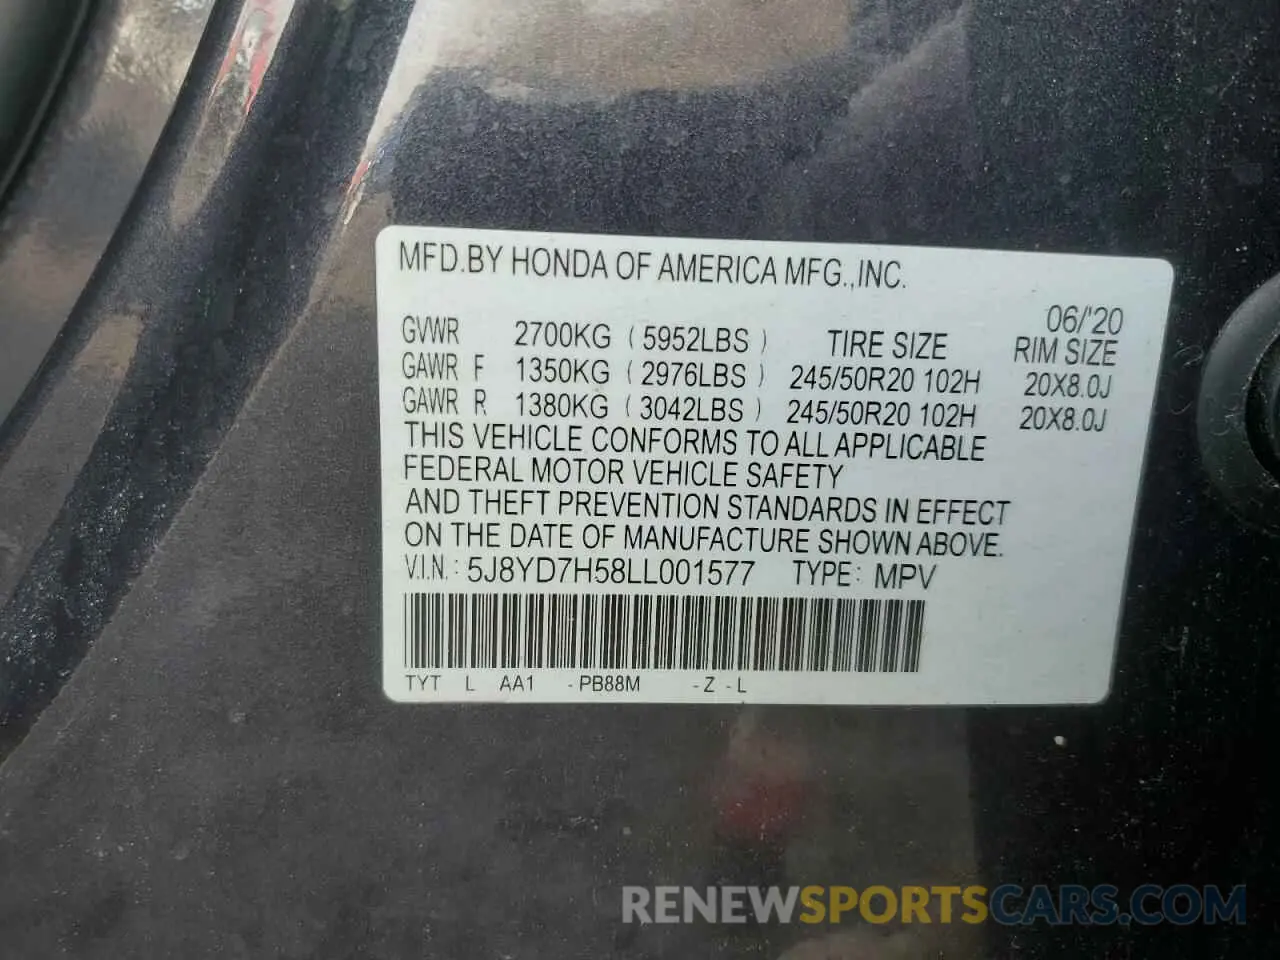 MFD.BY HONDA OF AMERICA MFG.,INC.
06/'20
GVWR 2700KG (5952LBS) TIRE SIZE RIM SIZE
GAWR F 1350KG (2976LBS) 245/50R20 102H 20X8.0J
GAWR R 1380KG (3042LBS) 245/50R20 102H 20X8.0J
THIS VEHICLE CONFORMS TO ALL APPLICABLE
FEDERAL MOTOR VEHICLE SAFETY
AND THEFT PREVENTION STANDARDS IN EFFECT
ON THE DATE OF MANUFACTURE SHOWN ABOVE.
V.I.N.: 5J8YD7H58LL001577 TYPE: MPV
TYT L AA1 -PB88M -Z -L
RENEWSPORTSCARS.COM